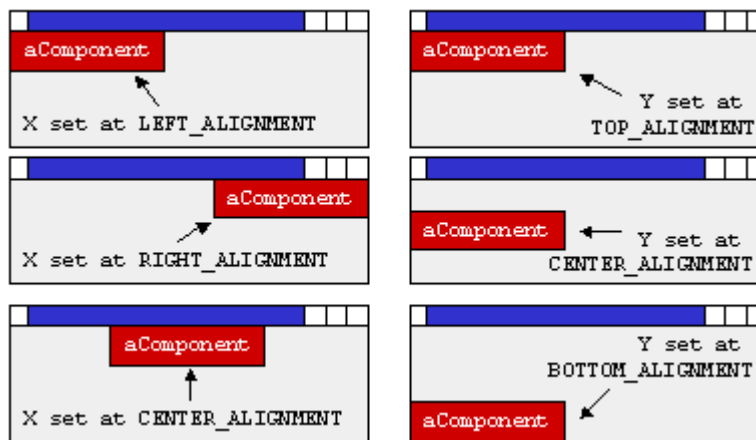 aComponent
X set at LEFT_ALIGNMENT
aComponent
Y set at
TOP_ALIGNMENT
aComponent
X set at RIGHT_ALIGNMENT
aComponent
Y set at
CENTER_ALIGNMENT
aComponent
X set at CENTER_ALIGNMENT
Y set at
BOTTOM_ALIGNMENT
aComponent